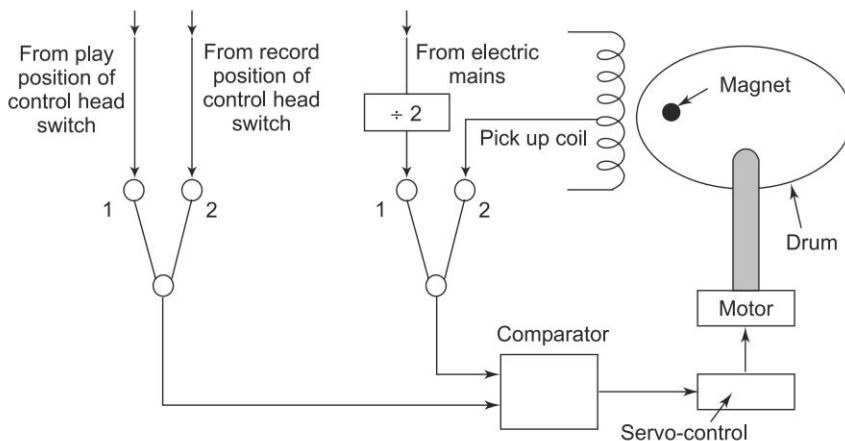 From play
position of
control head
switch
From record
position of
control head
switch
From electric
mains
÷ 2
Pick up coil
Magnet
1
2
1
2
Drum
Motor
Comparator
Servo-control